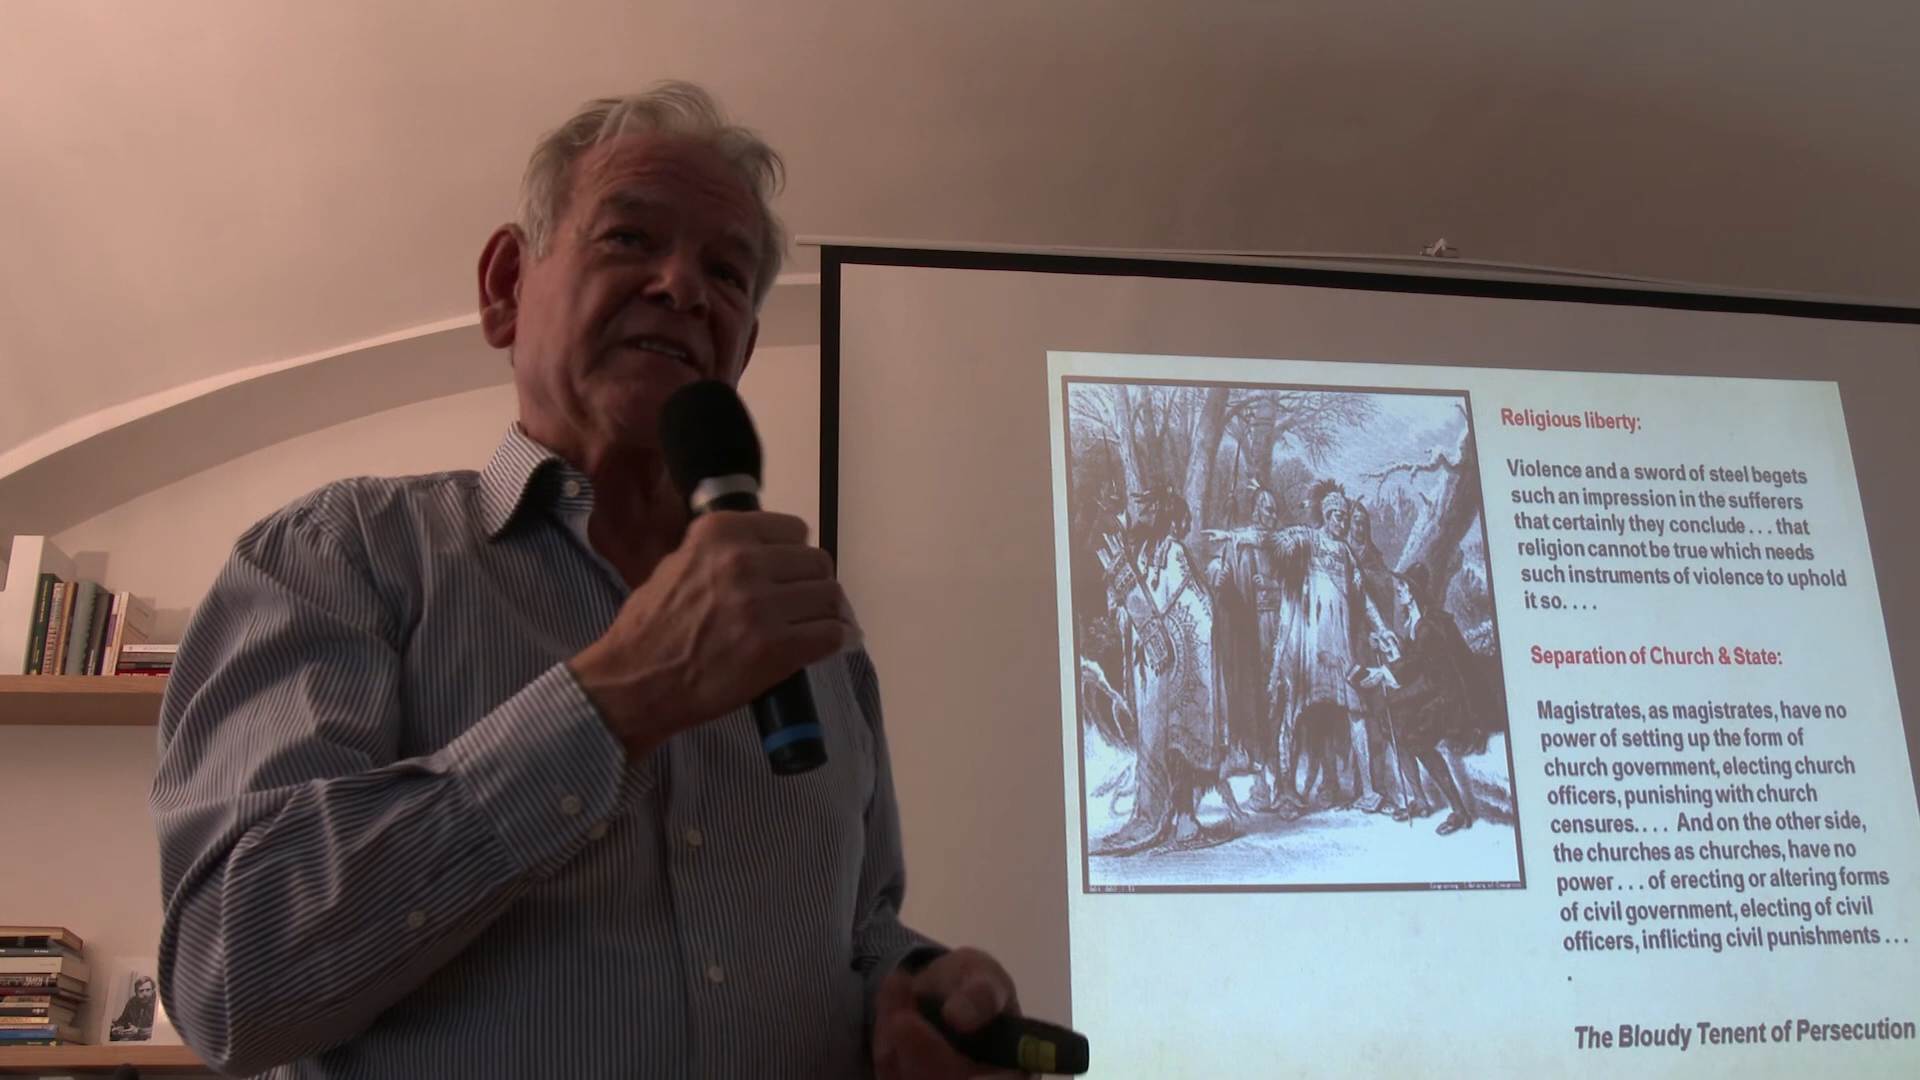 Religious liberty:
Violence and a sword of steel begets
such an impression in the sufferers
that certainly they conclude . . . that
religion cannot be true which needs
such instruments of violence to uphold
it so. . . .
Separation of Church & State:
Magistrates, as magistrates, have no
power of setting up the form of
church government, electing church
officers, punishing with church
censures. . . . And on the other side,
the churches as churches, have no
power . . . of erecting or altering forms
of civil government, electing of civil
officers, inflicting civil punishments . . .
.
The Bloudy Tenent of Persecution